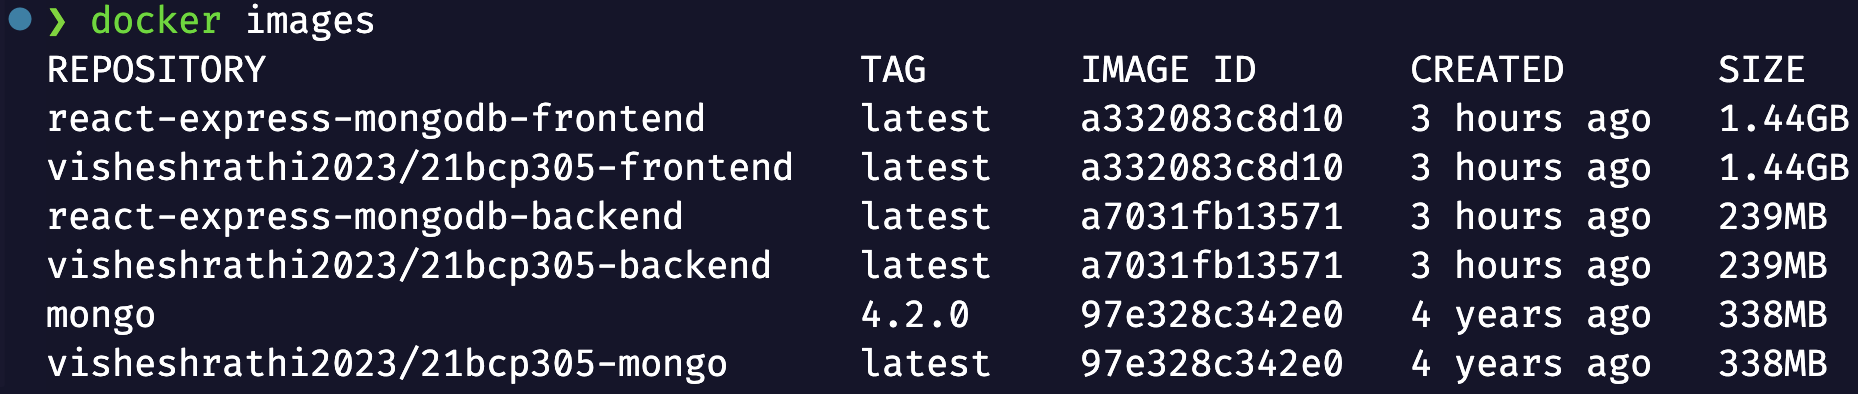 ❯ docker images
REPOSITORY TAG IMAGE ID CREATED SIZE
react-express-mongodb-frontend latest a332083c8d10 3 hours ago 1.44GB
visheshrathi2023/21bcp305-frontend latest a332083c8d10 3 hours ago 1.44GB
react-express-mongodb-backend latest a7031fb13571 3 hours ago 239MB
visheshrathi2023/21bcp305-backend latest a7031fb13571 3 hours ago 239MB
mongo 4.2.0 97e328c342e0 4 years ago 338MB
visheshrathi2023/21bcp305-mongo latest 97e328c342e0 4 years ago 338MB